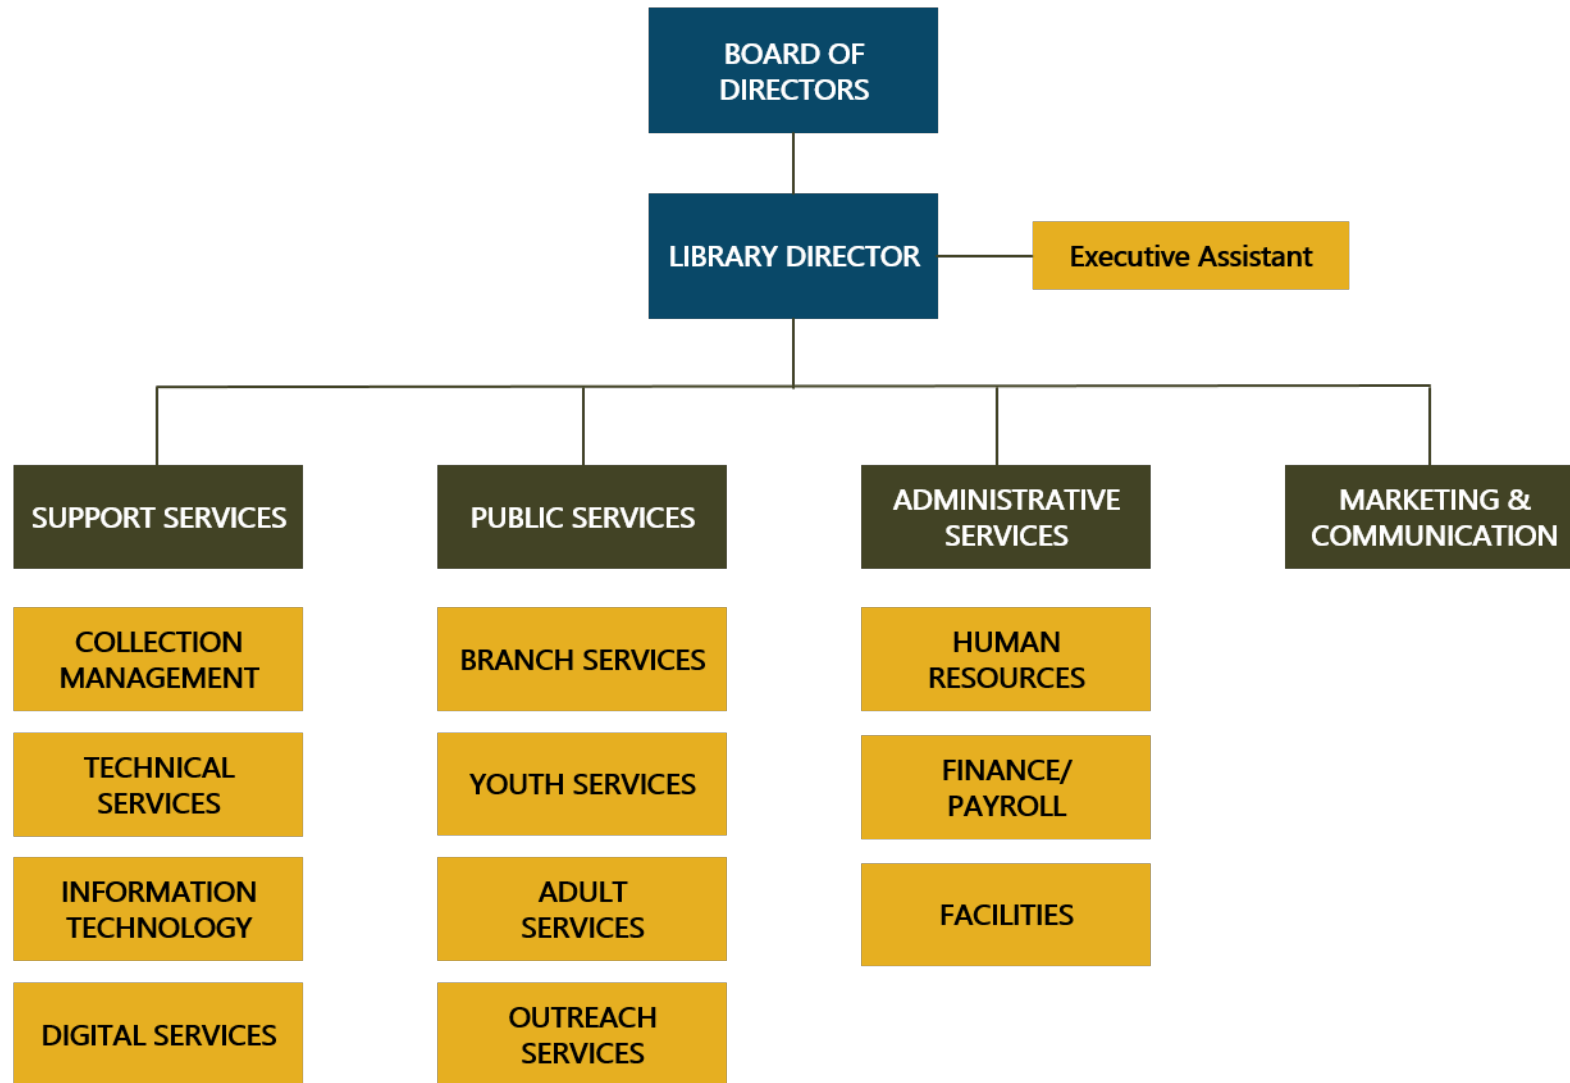 BOARD OF
DIRECTORS
LIBRARY DIRECTOR
Executive Assistant
SUPPORT SERVICES
PUBLIC SERVICES
ADMINISTRATIVE
SERVICES
MARKETING &
COMMUNICATION
COLLECTION
MANAGEMENT
BRANCH SERVICES
HUMAN
RESOURCES
TECHNICAL
SERVICES
YOUTH SERVICES
FINANCE/
PAYROLL
INFORMATION
TECHNOLOGY
ADULT
SERVICES
FACILITIES
DIGITAL SERVICES
OUTREACH
SERVICES